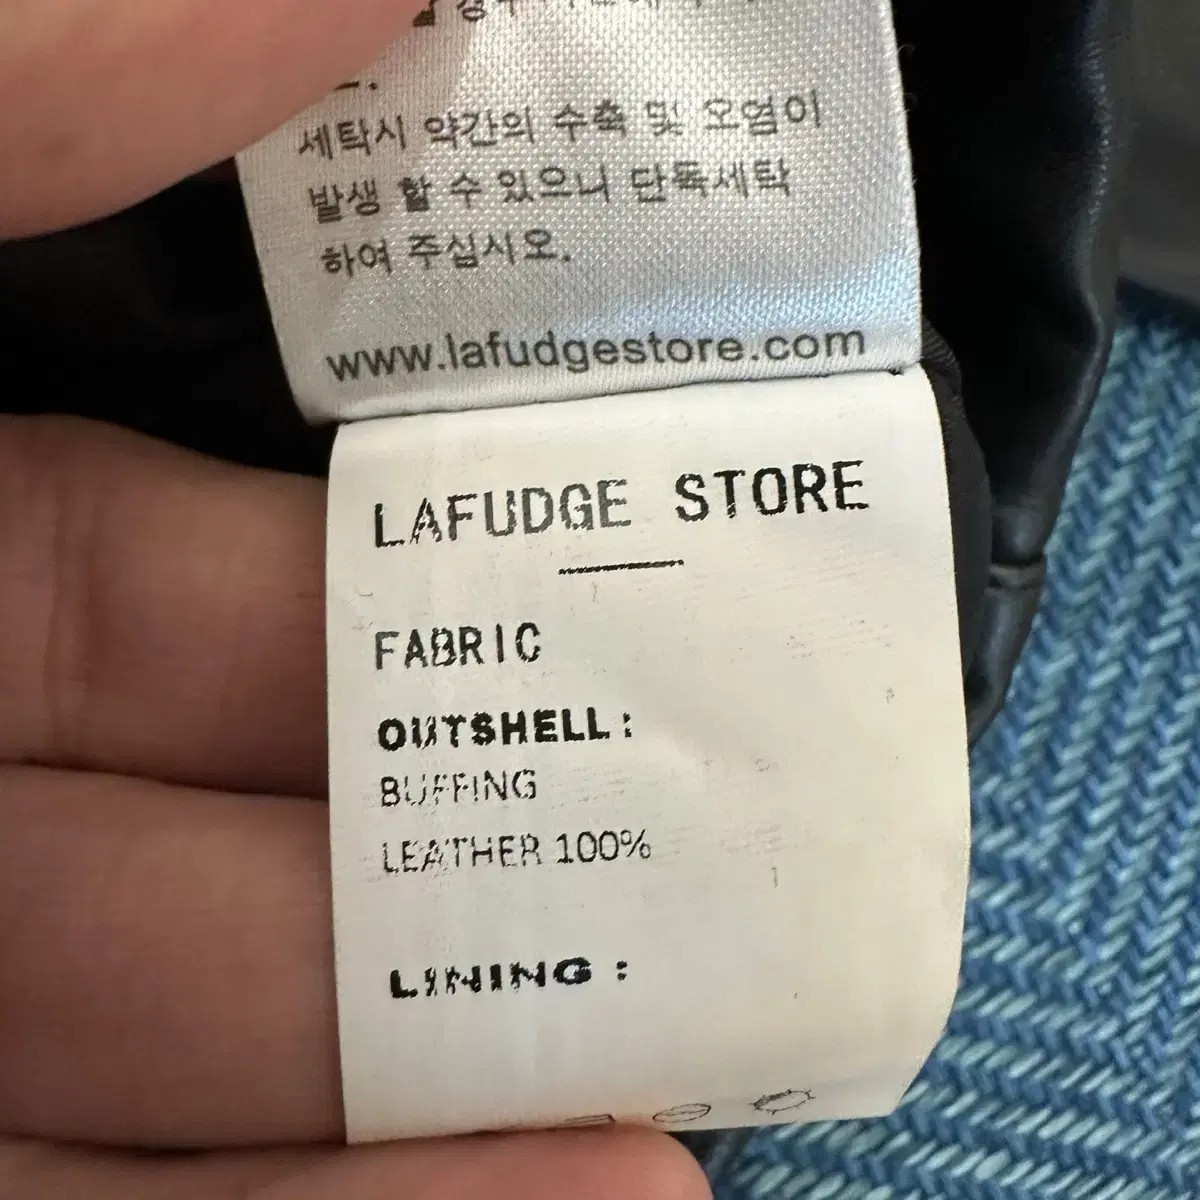 세탁시 약간의 수축 및 오염이
발생 할 수 있으니 단독세탁
하여 주십시오.
www.lafudgestore.com
LAFUDGE STORE
FABRIC
OUTSHELL:
BUFFING
LEATHER 100%
LINING: